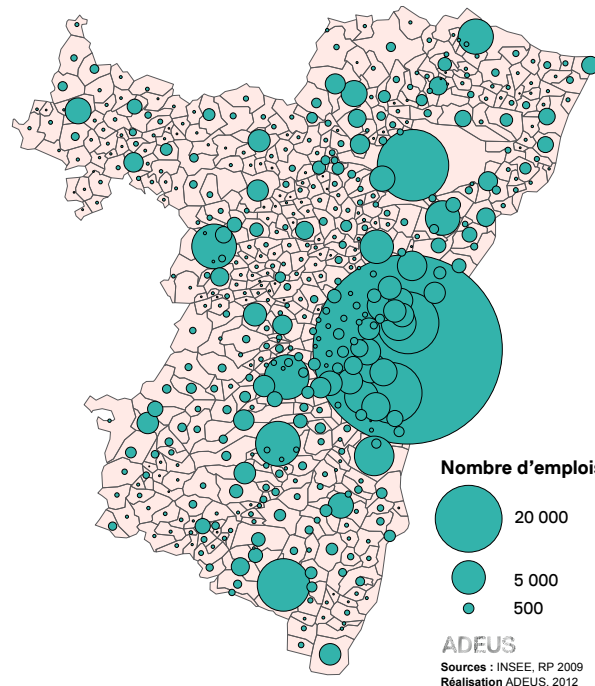 Nombre d'emplois
20 000
5 000
500
ADEUS
Sources : INSEE, RP 2009
Réalisation ADEUS, 2012